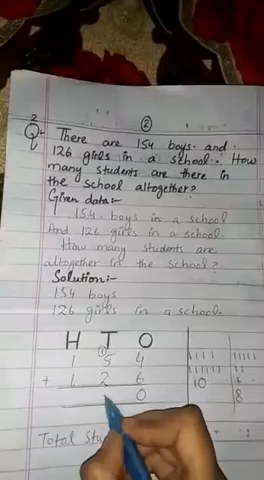 ②
2
Q:
There are 154 boys and
126 girls in a school. How
many students are there in
the school altogether?
Given data:-
154 boys in a school
And 126 girls in a school.
How many students are
altogether in the school?
Solution:-
154 boys
126 girls in a school.
H T O
①
1 5 4
+ 1 2 6
0
10
8
Total